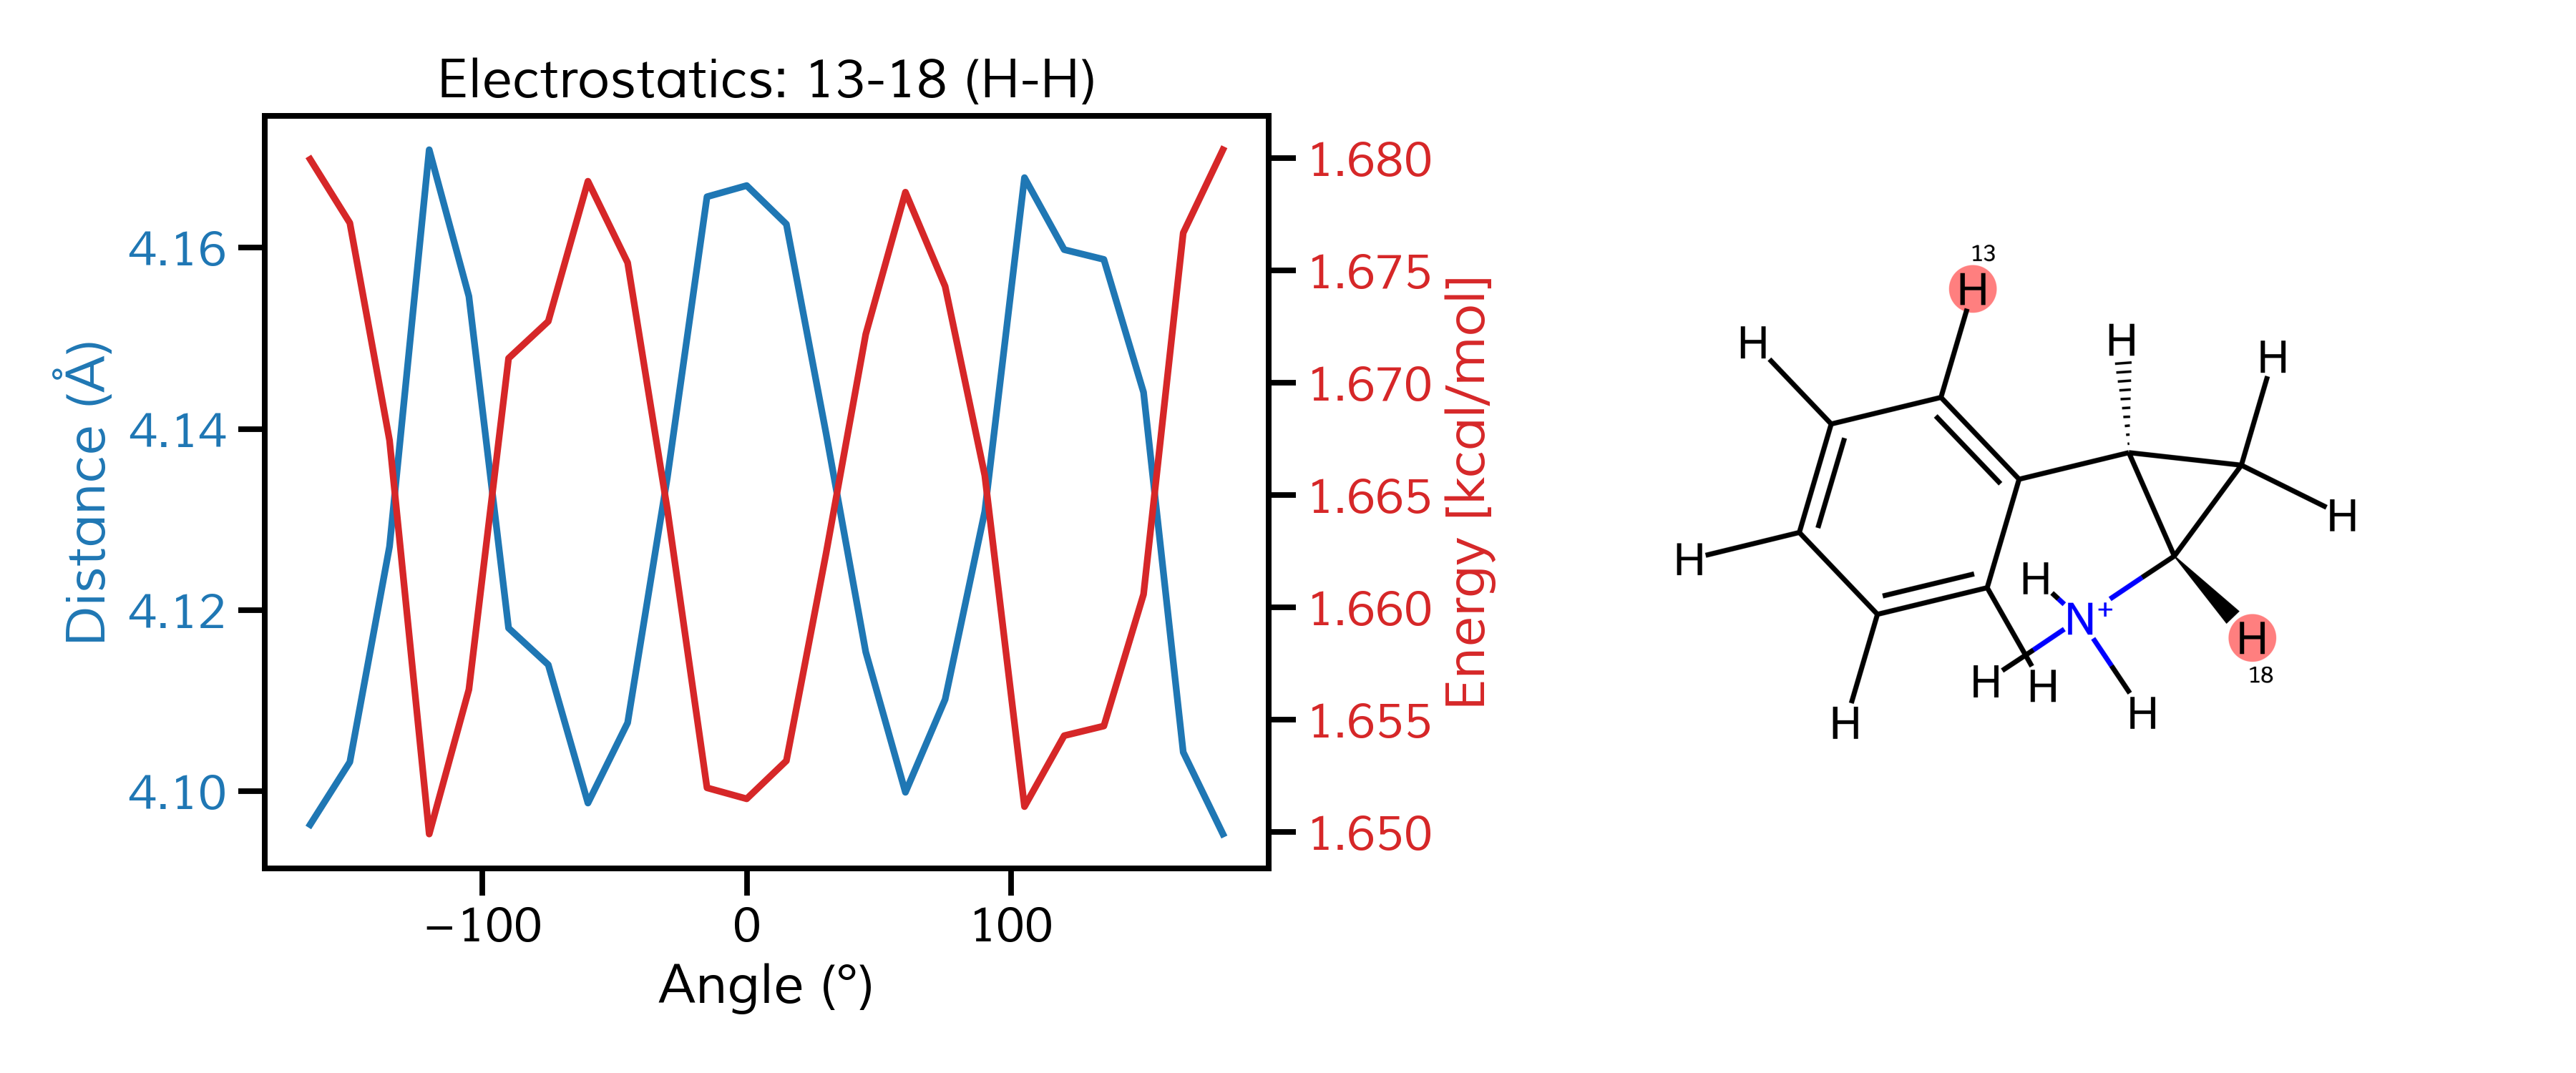 Electrostatics: 13-18 (H-H)
Distance (Å)
4.16
4.14
4.12
4.10
−100
0
100
Angle (°)
1.680
1.675
1.670
1.665
1.660
1.655
1.650
Energy [kcal/mol]
13
H
H
H
H
H
H
H
N+
H
18
H
H
H
H